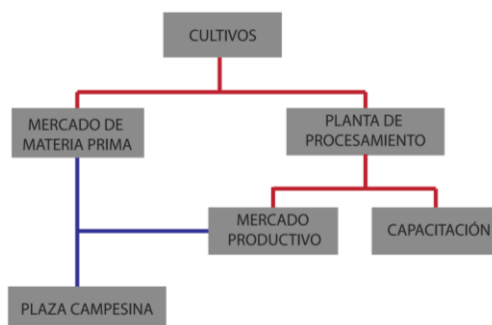 CULTIVOS
MERCADO DE
MATERIA PRIMA
PLANTA DE
PROCESAMIENTO
MERCADO
PRODUCTIVO
CAPACITACIÓN
PLAZA CAMPESINA